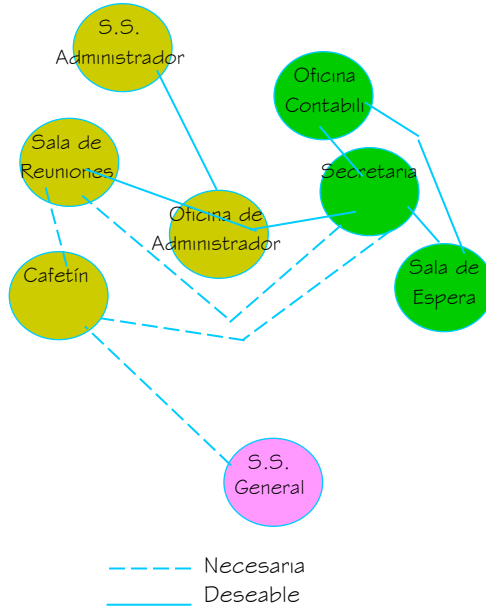 S.S.
Administrador
Oficina
Contabili
Sala de
Reuniones
Secretaria
Oficina de
Administrador
Cafetín
Sala de
Espera
S.S.
General
Necesaria
Deseable